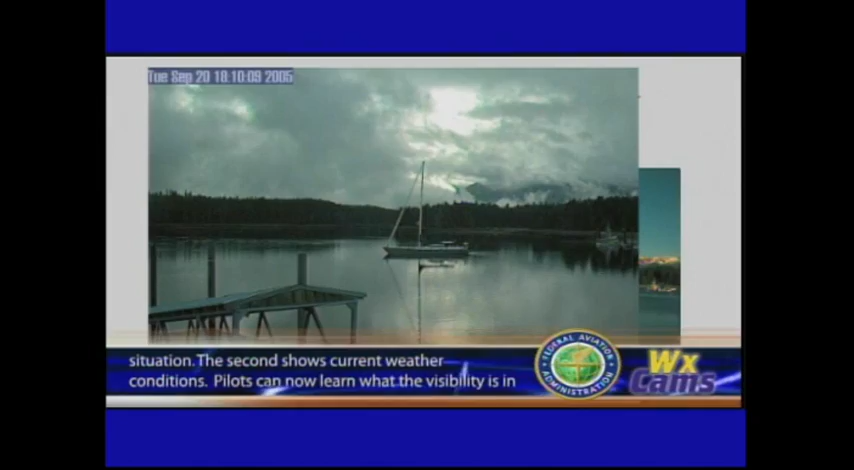 Tue Sep 20 18:10:09 2005
situation.The second shows current weather
conditions. Pilots can now learn what the visibility is in
FEDERAL AVIATION
ADMINISTRATION
Wx
Cams